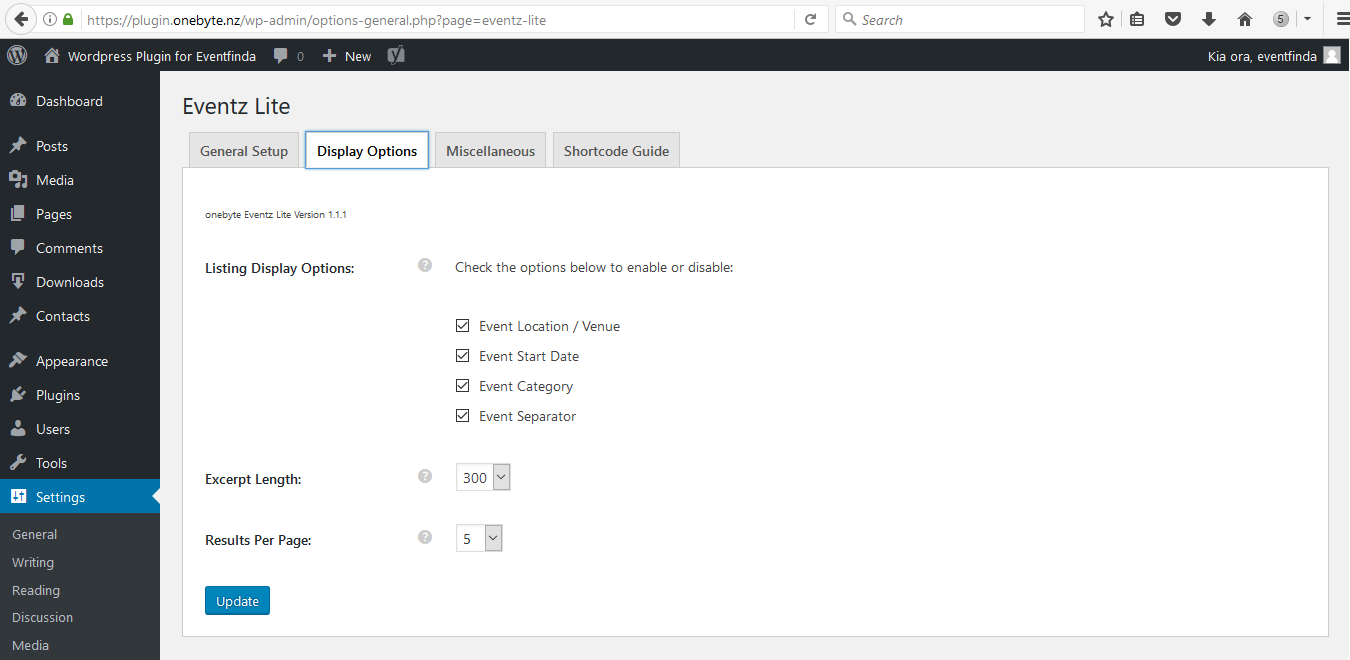 https://plugin.onebyte.nz/wp-admin/options-general.php?page=eventz-lite
Search
5
Wordpress Plugin for Eventfinda 0 New
Kia ora, eventfinda
Dashboard
Posts
Media
Pages
Comments
Downloads
Contacts
Appearance
Plugins
Users
Tools
Settings
General
Writing
Reading
Discussion
Media
Eventz Lite
General Setup Display Options Miscellaneous Shortcode Guide
onebyte Eventz Lite Version 1.1.1
Listing Display Options: ? Check the options below to enable or disable:
Event Location / Venue
Event Start Date
Event Category
Event Separator
Excerpt Length: ? 300
Results Per Page: ? 5
Update